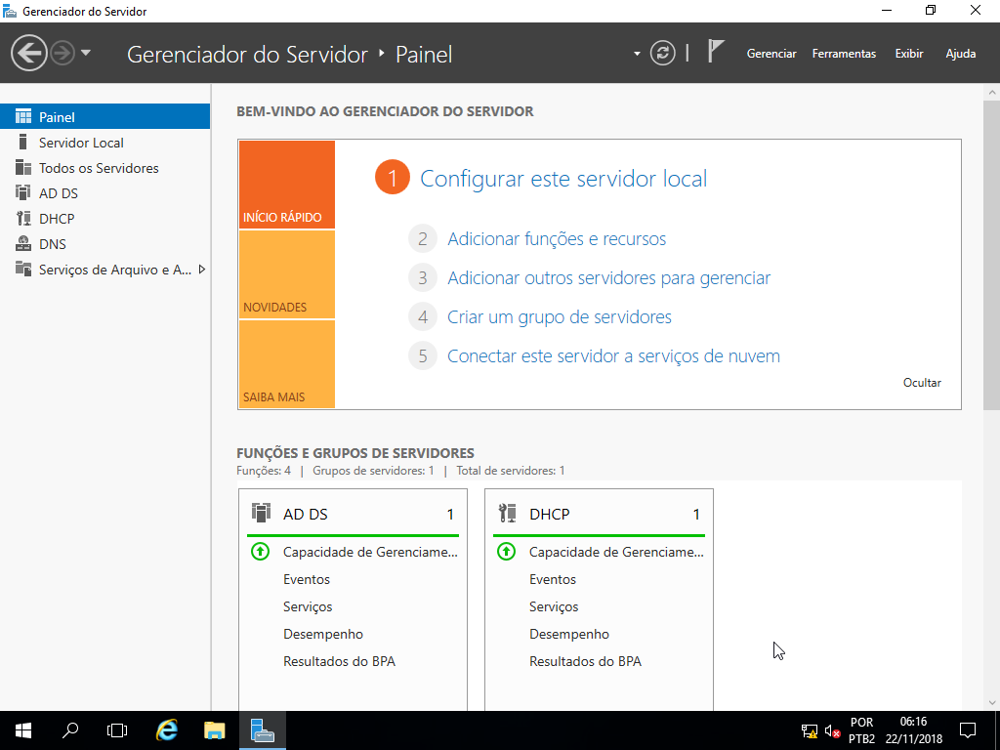 Gerenciador do Servidor
Gerenciador do Servidor ‣ Painel
Gerenciar
Ferramentas
Exibir
Ajuda
Painel
Servidor Local
Todos os Servidores
AD DS
DHCP
DNS
Serviços de Arquivo e A...
BEM-VINDO AO GERENCIADOR DO SERVIDOR
INÍCIO RÁPIDO
NOVIDADES
SAIBA MAIS
1 Configurar este servidor local
2 Adicionar funções e recursos
3 Adicionar outros servidores para gerenciar
4 Criar um grupo de servidores
5 Conectar este servidor a serviços de nuvem
Ocultar
FUNÇÕES E GRUPOS DE SERVIDORES
Funções: 4 | Grupos de servidores: 1 | Total de servidores: 1
AD DS 1
Capacidade de Gerenciame...
Eventos
Serviços
Desempenho
Resultados do BPA
DHCP 1
Capacidade de Gerenciame...
Eventos
Serviços
Desempenho
Resultados do BPA
POR
PTB2
06:16
22/11/2018